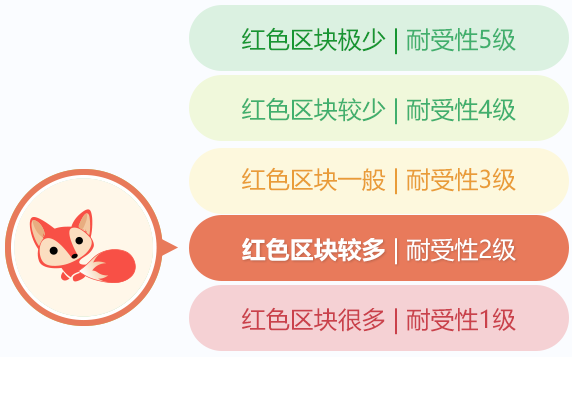 红色区块极少 | 耐受性5级
红色区块较少 | 耐受性4级
红色区块一般 | 耐受性3级
红色区块较多 | 耐受性2级
红色区块很多 | 耐受性1级